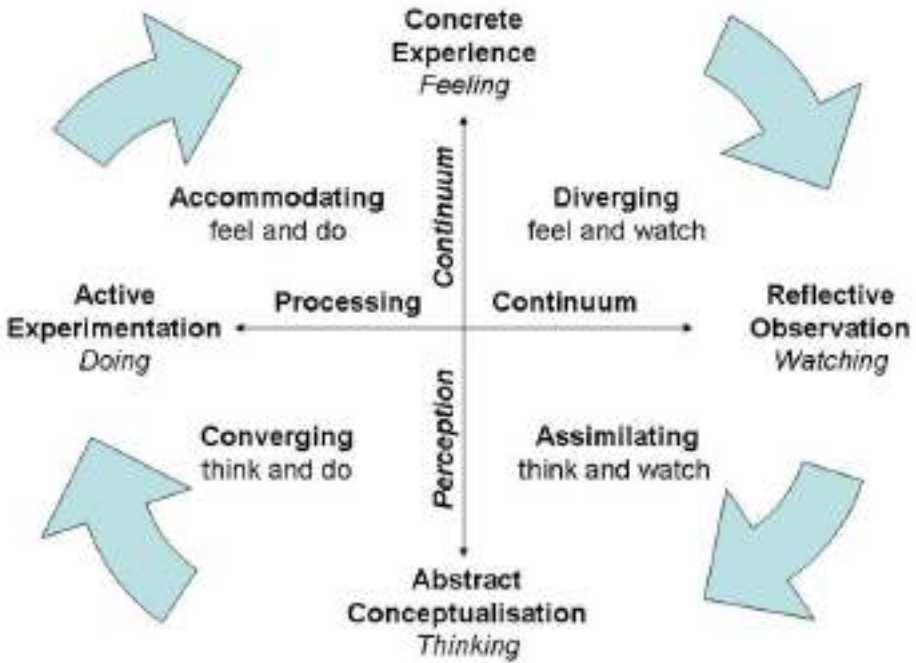 Concrete
Experience
Feeling
Accommodating
feel and do
Continuum
Diverging
feel and watch
Active
Experimentation
Doing
Processing
Continuum
Reflective
Observation
Watching
Converging
think and do
Perception
Assimilating
think and watch
Abstract
Conceptualisation
Thinking